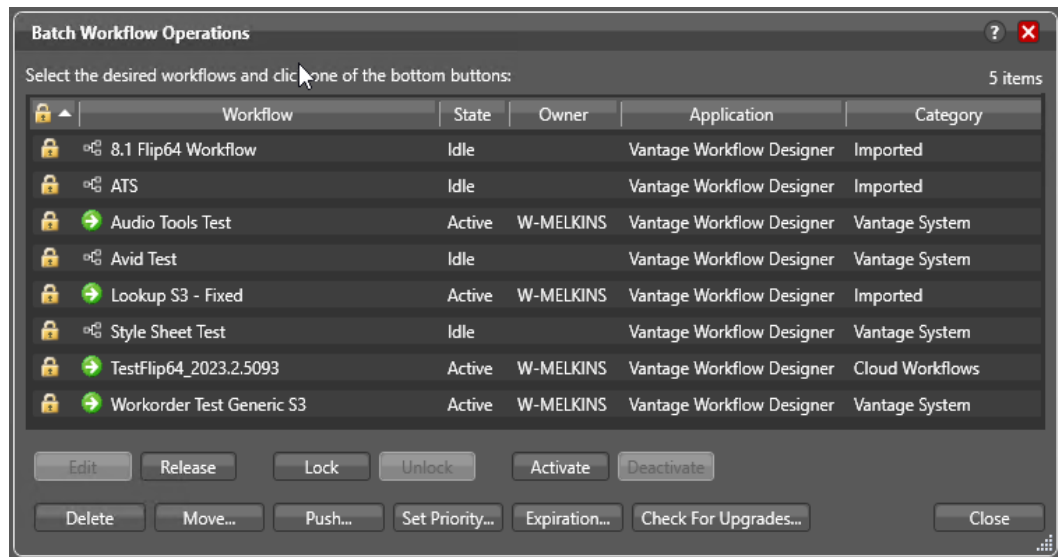 Batch Workflow Operations ?
Select the desired workflows and clic one of the bottom buttons: 5 items
Workflow State Owner Application Category
8.1 Flip64 Workflow Idle Vantage Workflow Designer Imported
ATS Idle Vantage Workflow Designer Imported
Audio Tools Test Active W-MELKINS Vantage Workflow Designer Vantage System
Avid Test Idle Vantage Workflow Designer Vantage System
Lookup S3 - Fixed Active W-MELKINS Vantage Workflow Designer Imported
Style Sheet Test Idle Vantage Workflow Designer Vantage System
TestFlip64_2023.2.5093 Active W-MELKINS Vantage Workflow Designer Cloud Workflows
Workorder Test Generic S3 Active W-MELKINS Vantage Workflow Designer Vantage System
Edit Release Lock Unlock Activate Deactivate
Delete Move... Push... Set Priority... Expiration... Check For Upgrades... Close